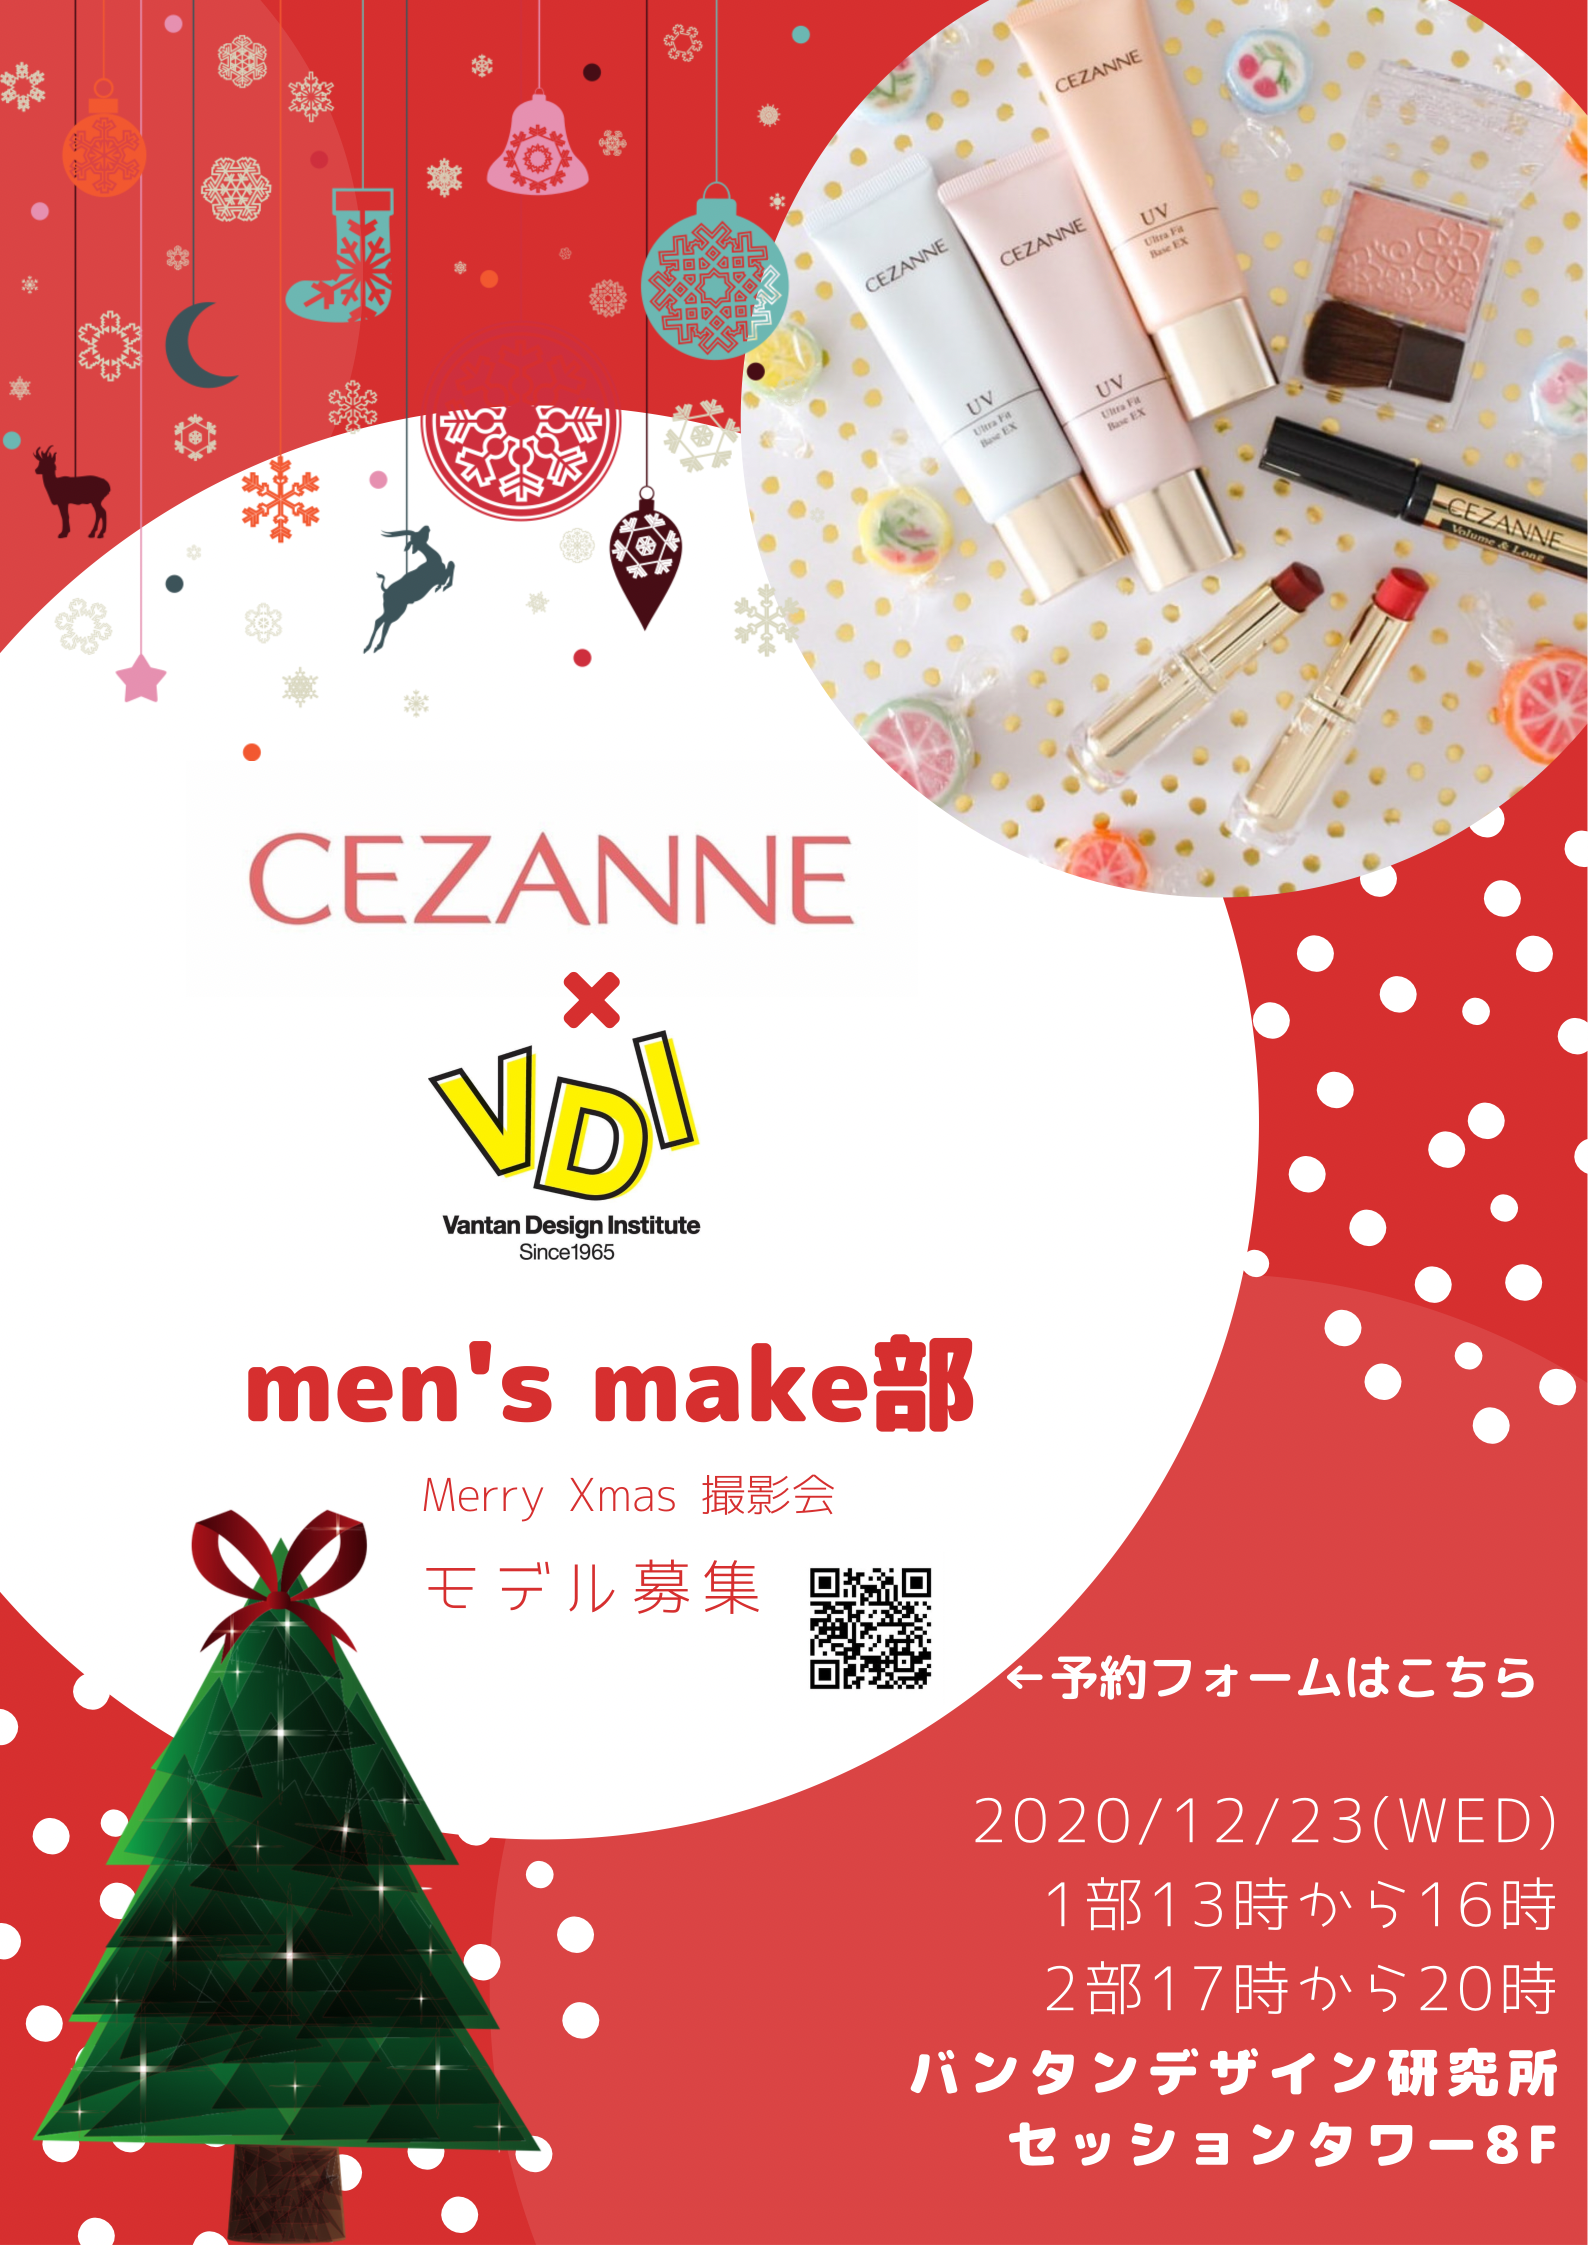 CEZANNE
UV
Ultra Fit
Base EX
CEZANNE
UV
Ultra Fit
Base EX
CEZANNE
UV
Ultra Fit
Base EX
CEZANNE
Volume & Long
CEZANNE
×
VDI
Vantan Design Institute
Since1965
men's make部
Merry Xmas 撮影会
モデル募集
←予約フォームはこちら
2020/12/23(WED)
1部13時から16時
2部17時から20時
バンタンデザイン研究所
セッションタワー8F